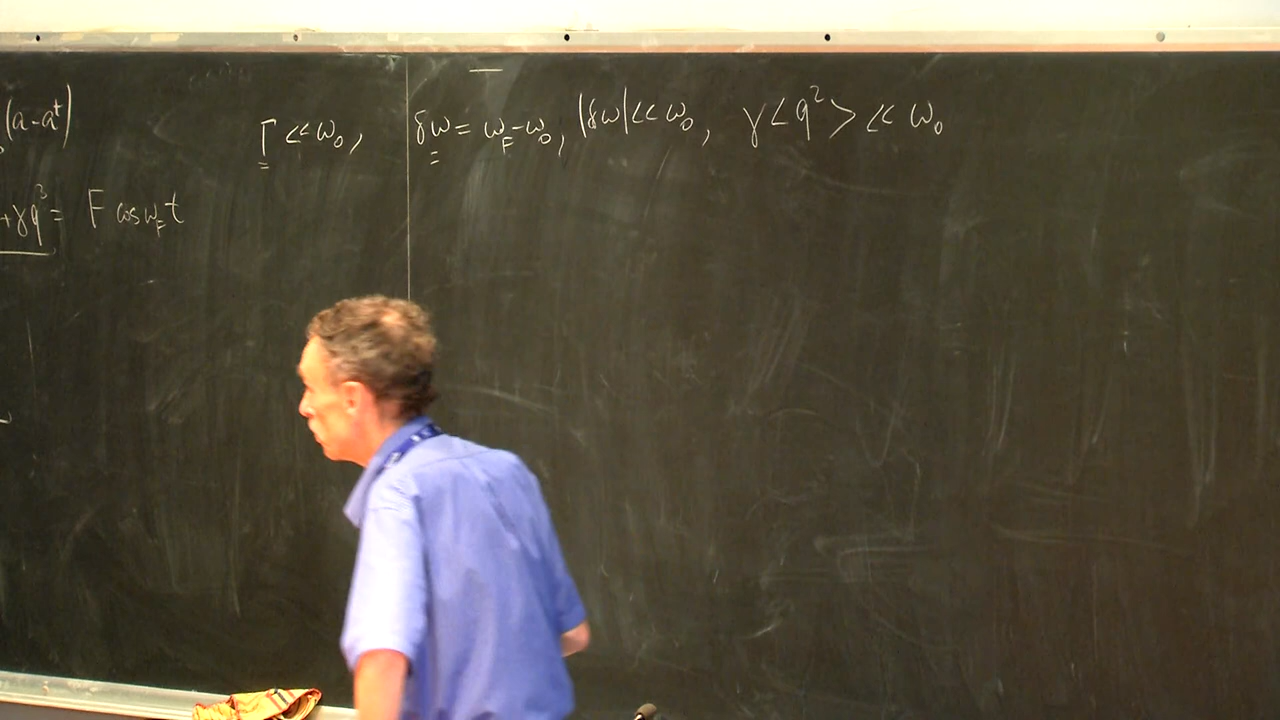 (a-a†)
Γ << ω₀, δω = ω_F-ω₀, |δω| << ω₀, γ<q²> << ω₀
+γq³ = F cos ω_F t